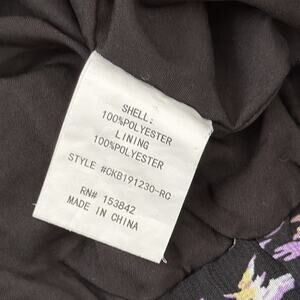 SHELL:
100%POLYESTER
LINING
100%POLYESTER
STYLE #CKB191230-RC
RN# 153842
MADE IN CHINA